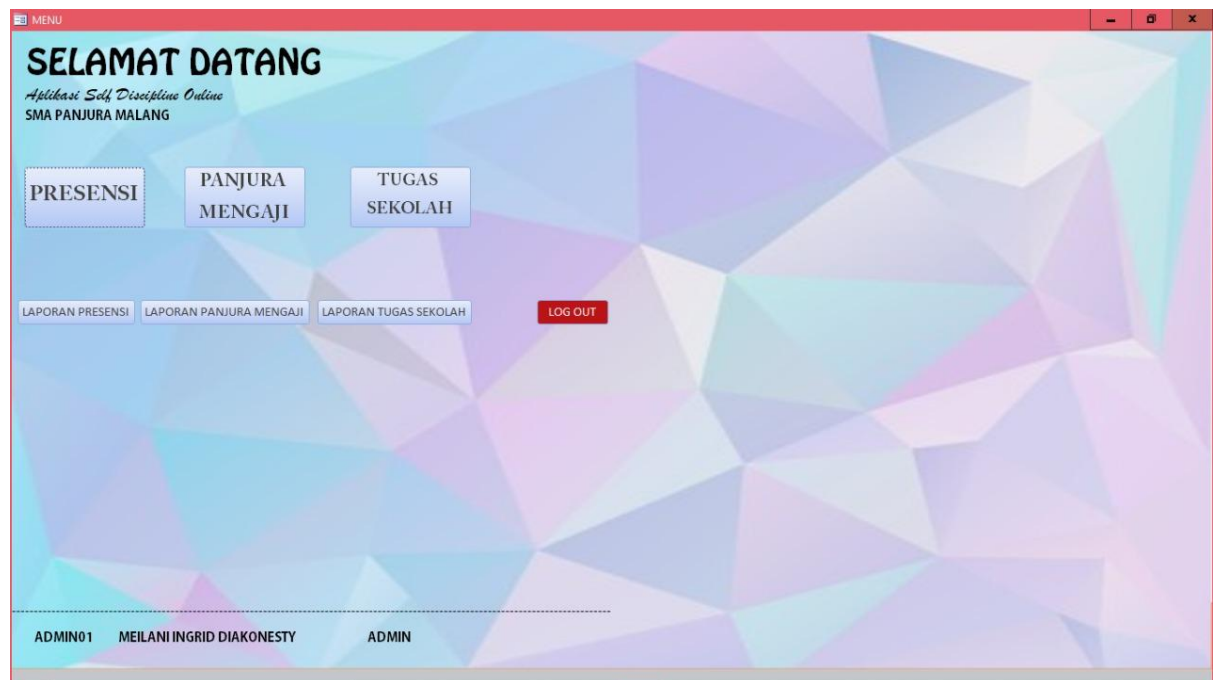 MENU
SELAMAT DATANG
Aplikasi Self Discipline Online
SMA PANJURA MALANG
PRESENSI
PANJURA
MENGAJI
TUGAS
SEKOLAH
LAPORAN PRESENSI
LAPORAN PANJURA MENGAJI
LAPORAN TUGAS SEKOLAH
LOG OUT
ADMIN01 MEILANI INGRID DIAKONESTY ADMIN